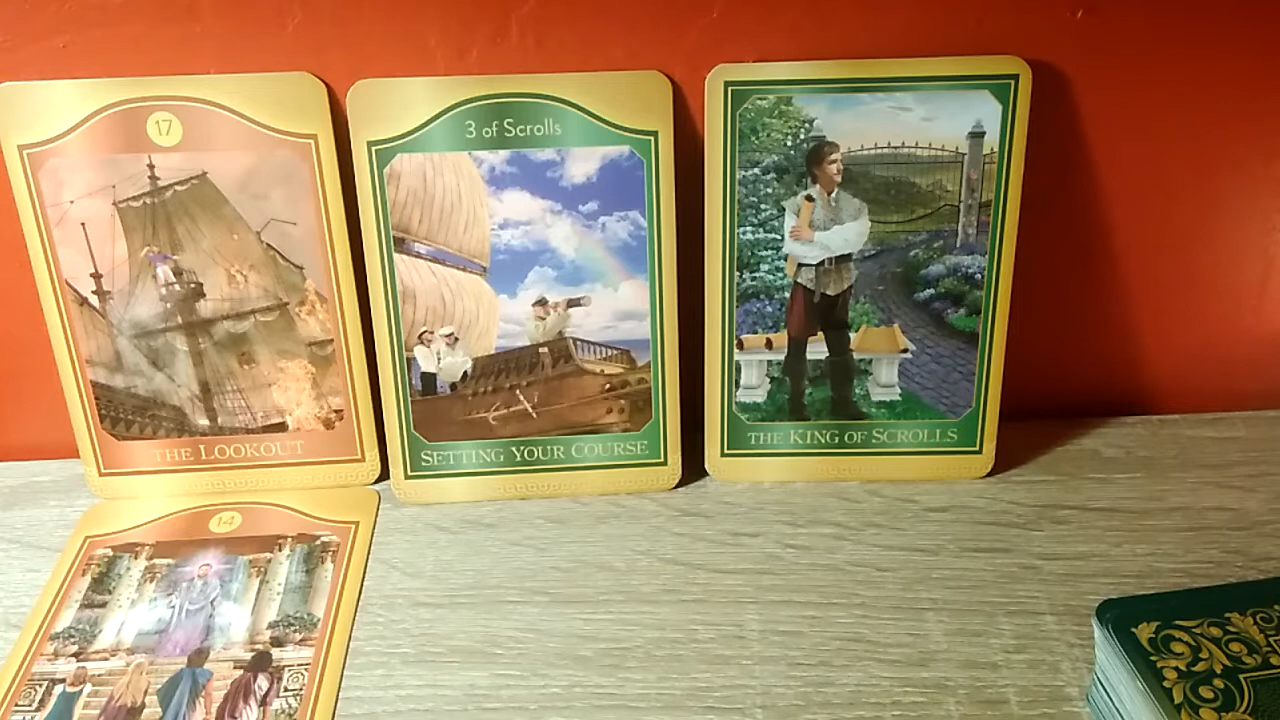 17
THE LOOKOUT
3 of Scrolls
SETTING YOUR COURSE
THE KING OF SCROLLS
14